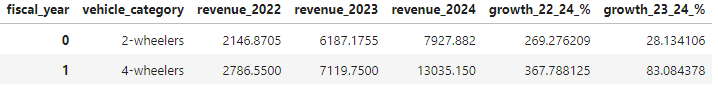 fiscal_year vehicle_category revenue_2022 revenue_2023 revenue_2024 growth_22_24_% growth_23_24_%
0 2-wheelers 2146.8705 6187.1755 7927.882 269.276209 28.134106
1 4-wheelers 2786.5500 7119.7500 13035.150 367.788125 83.084378